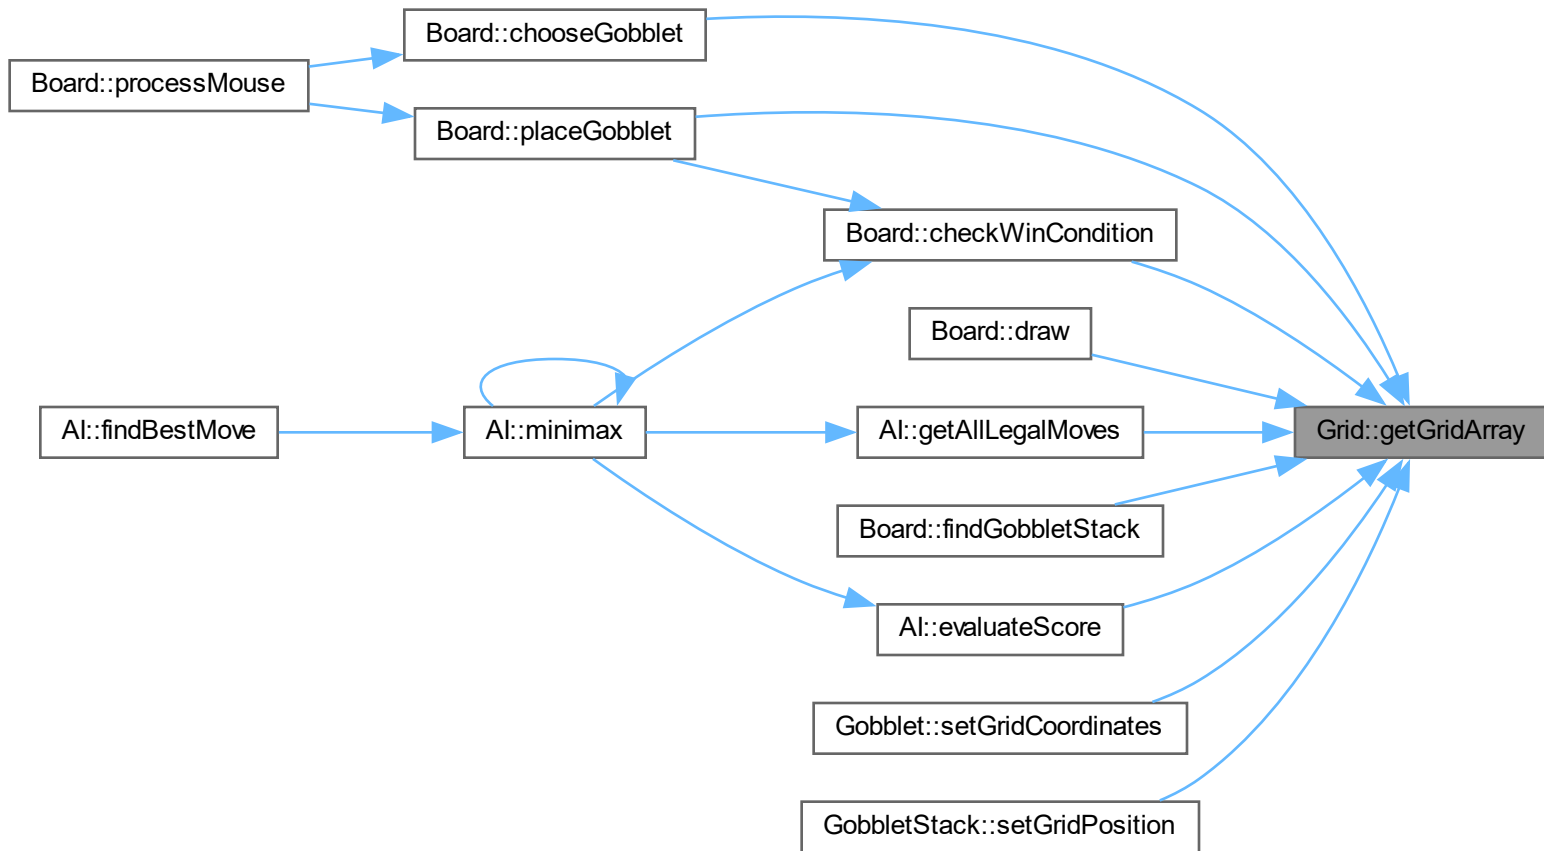 Board::chooseGobblet
Board::processMouse
Board::placeGobblet
Board::checkWinCondition
Board::draw
AI::findBestMove
AI::minimax
AI::getAllLegalMoves
Grid::getGridArray
Board::findGobbletStack
AI::evaluateScore
Gobblet::setGridCoordinates
GobbletStack::setGridPosition